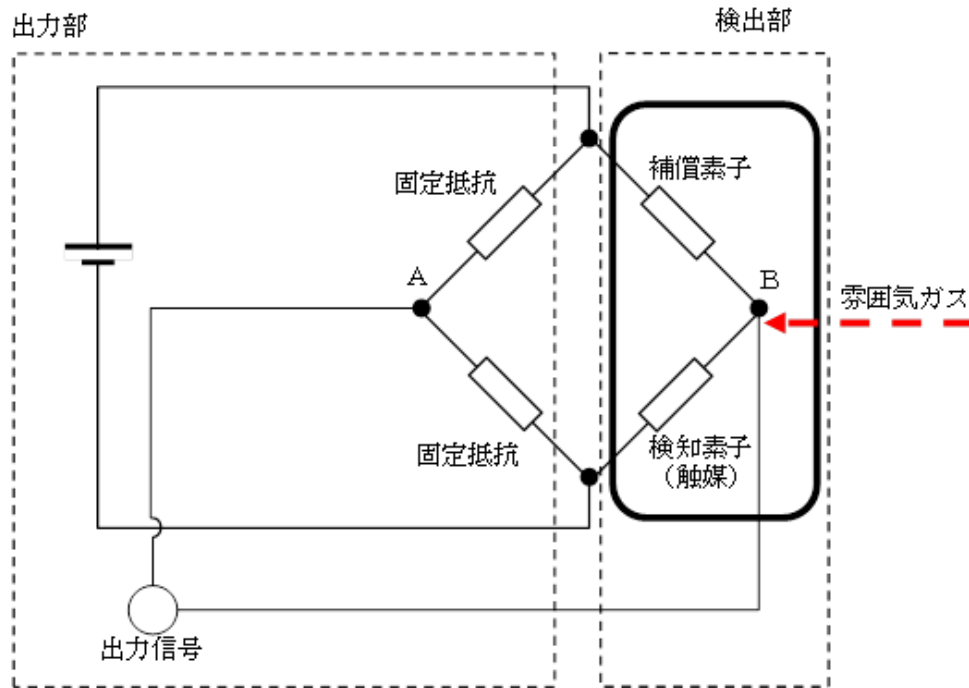 出力部
検出部
固定抵抗
補償素子
A
B
雰囲気ガス
固定抵抗
検知素子
(触媒)
出力信号